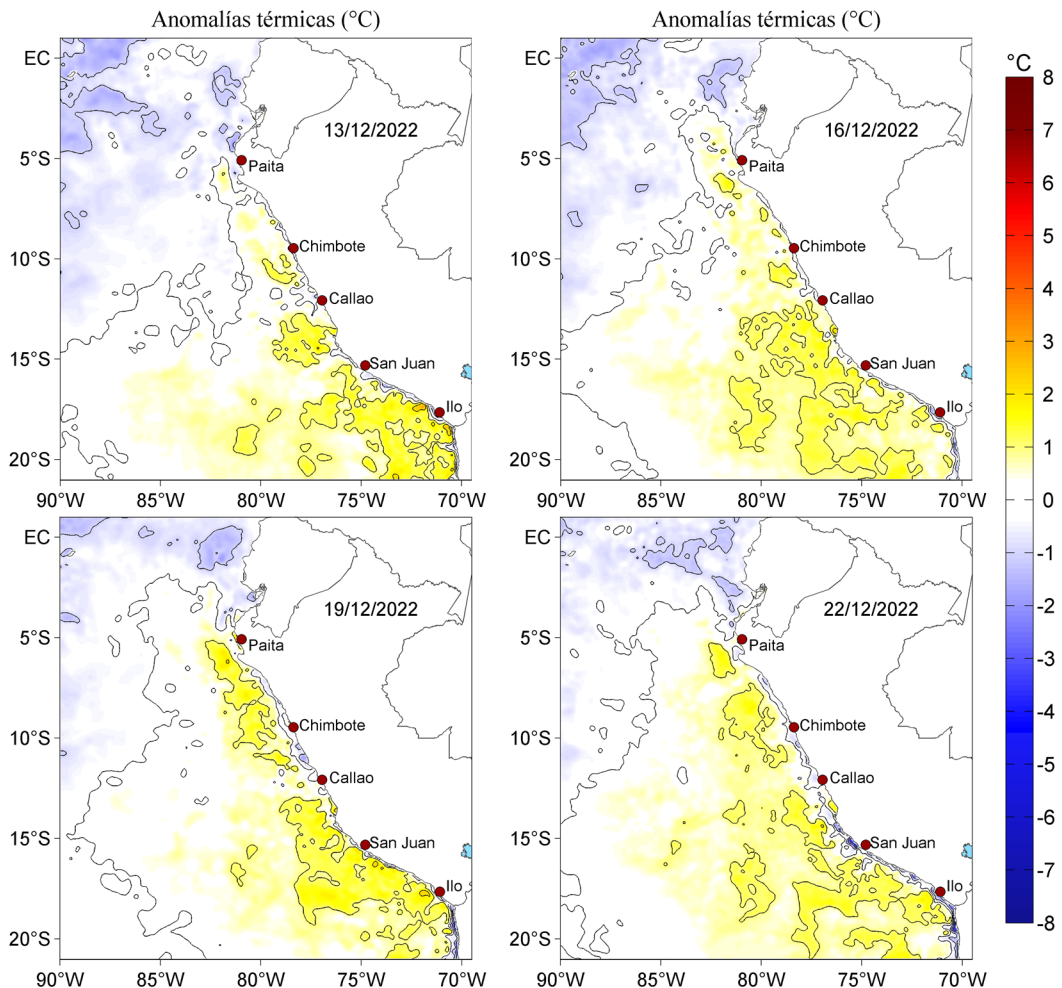 Anomalías térmicas (°C)
Anomalías térmicas (°C)
EC
5°S
10°S
15°S
20°S
90°W
85°W
80°W
75°W
70°W
13/12/2022
Paita
Chimbote
Callao
San Juan
Ilo
EC
5°S
10°S
15°S
20°S
90°W
85°W
80°W
75°W
70°W
16/12/2022
Paita
Chimbote
Callao
San Juan
Ilo
EC
5°S
10°S
15°S
20°S
90°W
85°W
80°W
75°W
70°W
19/12/2022
Paita
Chimbote
Callao
San Juan
Ilo
EC
5°S
10°S
15°S
20°S
90°W
85°W
80°W
75°W
70°W
22/12/2022
Paita
Chimbote
Callao
San Juan
Ilo
°C
8
7
6
5
4
3
2
1
0
-1
-2
-3
-4
-5
-6
-7
-8